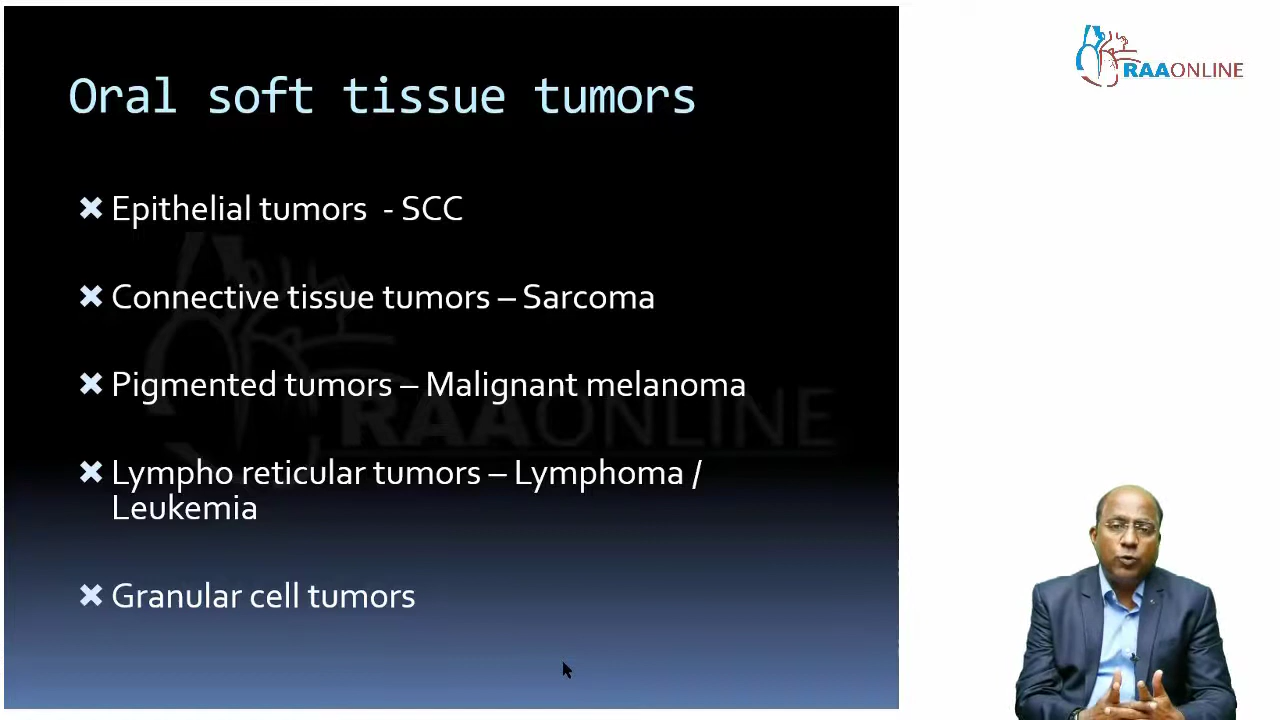 RAAONLINE
Oral soft tissue tumors
Epithelial tumors - SCC
Connective tissue tumors – Sarcoma
Pigmented tumors – Malignant melanoma
RAAONLINE
Lympho reticular tumors – Lymphoma /
Leukemia
Granular cell tumors